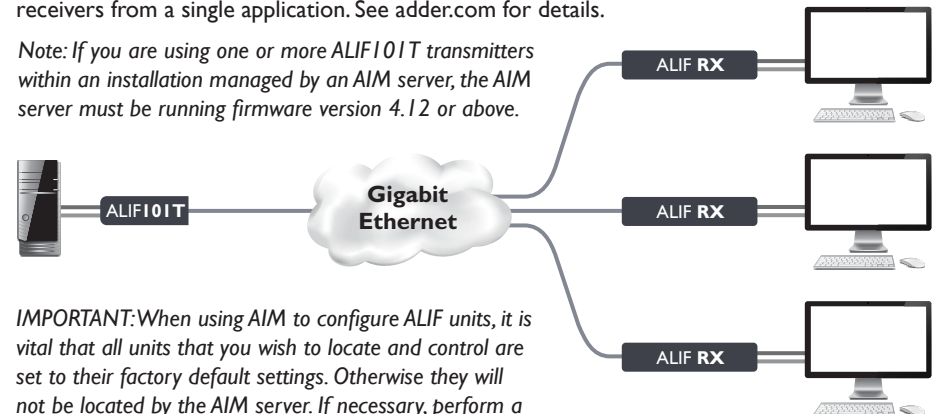 receivers from a single application. See adder.com for details.
Note: If you are using one or more ALIF101T transmitters
within an installation managed by an AIM server, the AIM
server must be running firmware version 4.12 or above.
ALIF RX
ALIF101T
Gigabit
Ethernet
ALIF RX
IMPORTANT: When using AIM to configure ALIF units, it is
vital that all units that you wish to locate and control are
set to their factory default settings. Otherwise they will
not be located by the AIM server. If necessary, perform a
ALIF RX